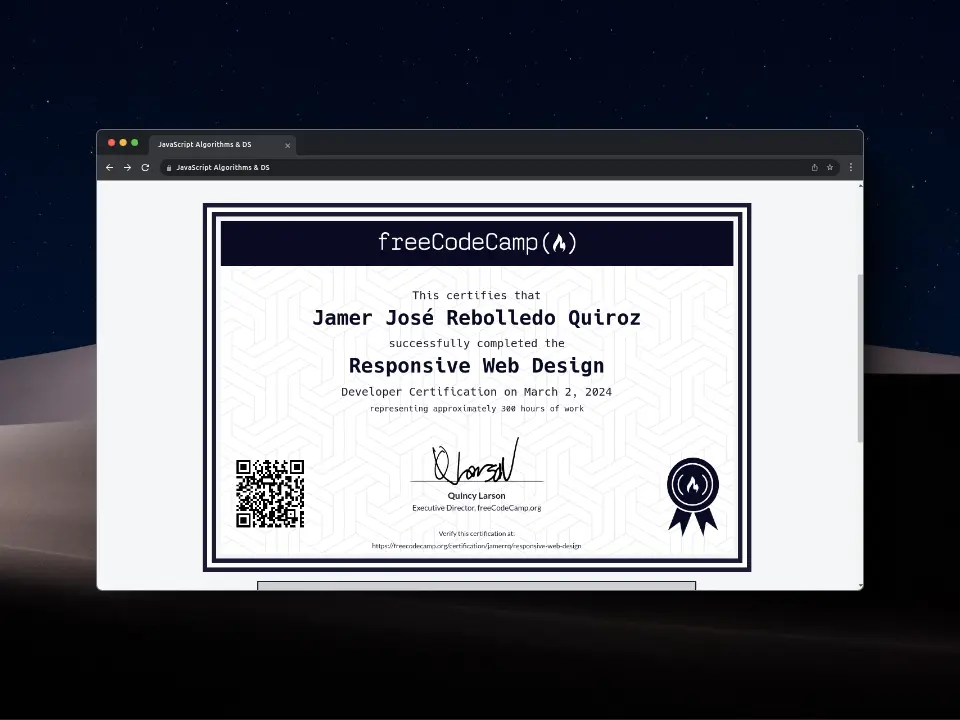 JavaScript Algorithms & DS
JavaScript Algorithms & DS
freeCodeCamp
This certifies that
Jamer José Rebolledo Quiroz
successfully completed the
Responsive Web Design
Developer Certification on March 2, 2024
representing approximately 300 hours of work
Q Larson
Quincy Larson
Executive Director, freeCodeCamp.org
Verify this certification at:
https://freecodecamp.org/certification/jamerrq/responsive-web-design